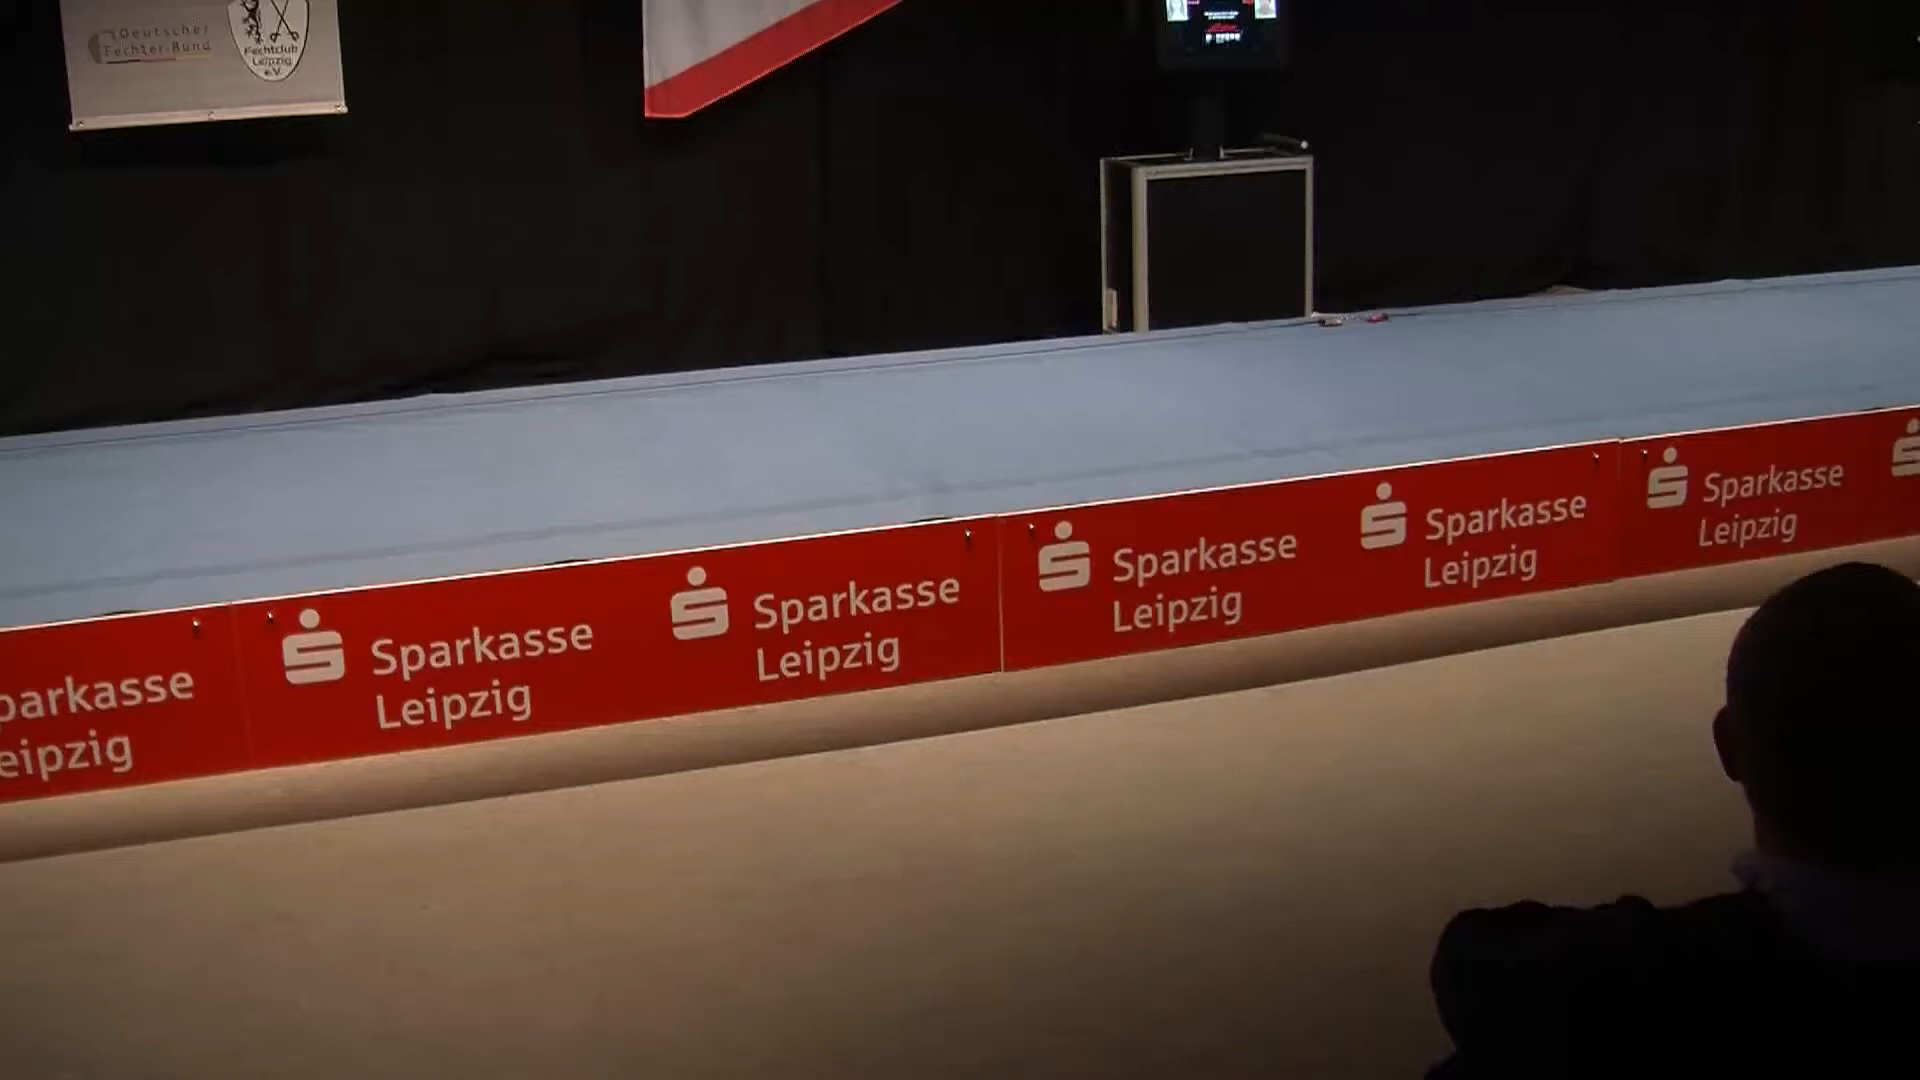 Deutscher
Fechter-Bund
Fechtclub
Leipzig
e.V.
parkasse
eipzig
Sparkasse
Leipzig
Sparkasse
Leipzig
Sparkasse
Leipzig
Sparkasse
Leipzig
Sparkasse
Leipzig